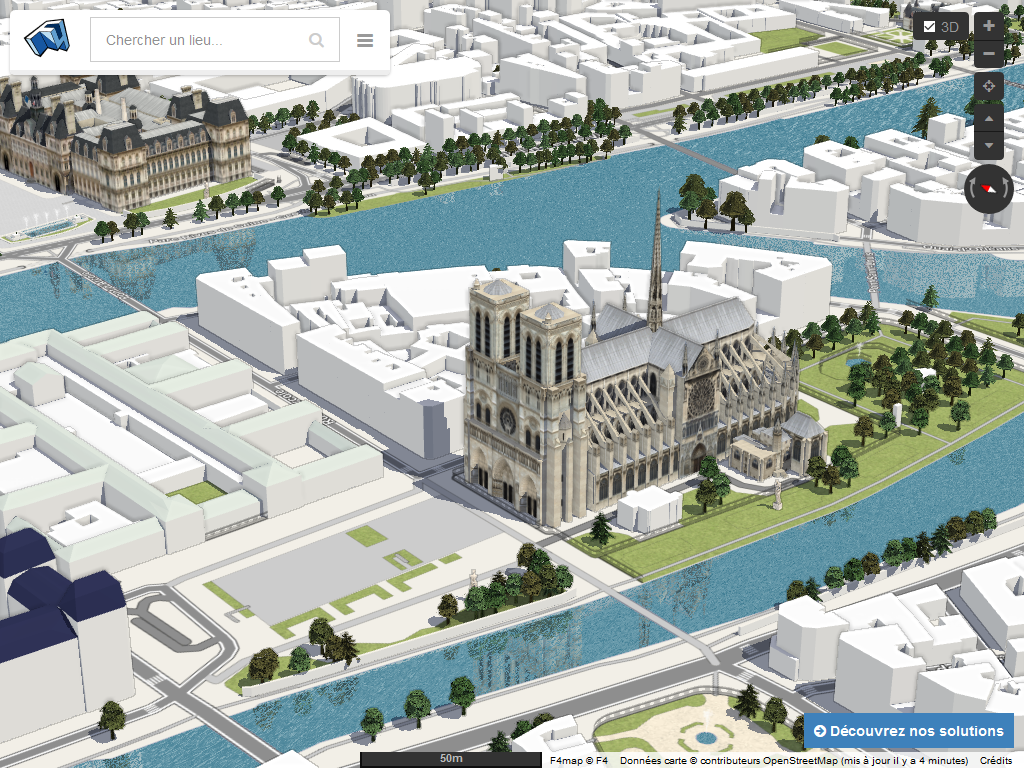 Chercher un lieu...
3D
50m
F4map © F4 Données carte © contributeurs OpenStreetMap (mis à jour il y a 4 minutes) Crédits
Découvrez nos solutions